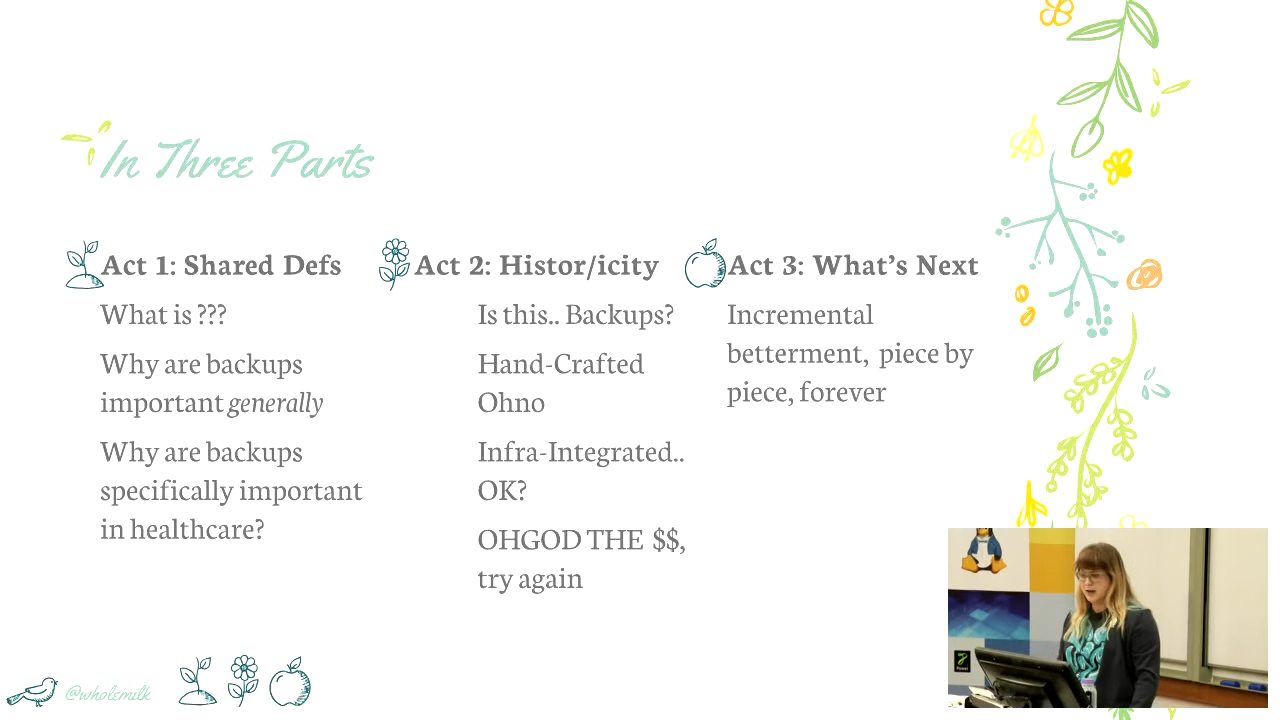 In Three Parts
Act 1: Shared Defs
What is ???
Why are backups
important generally
Why are backups
specifically important
in healthcare?
Act 2: Histor/icity
Is this.. Backups?
Hand-Crafted
Ohno
Infra-Integrated..
OK?
OHGOD THE $$,
try again
Act 3: What's Next
Incremental
betterment, piece by
piece, forever
@wholemilk